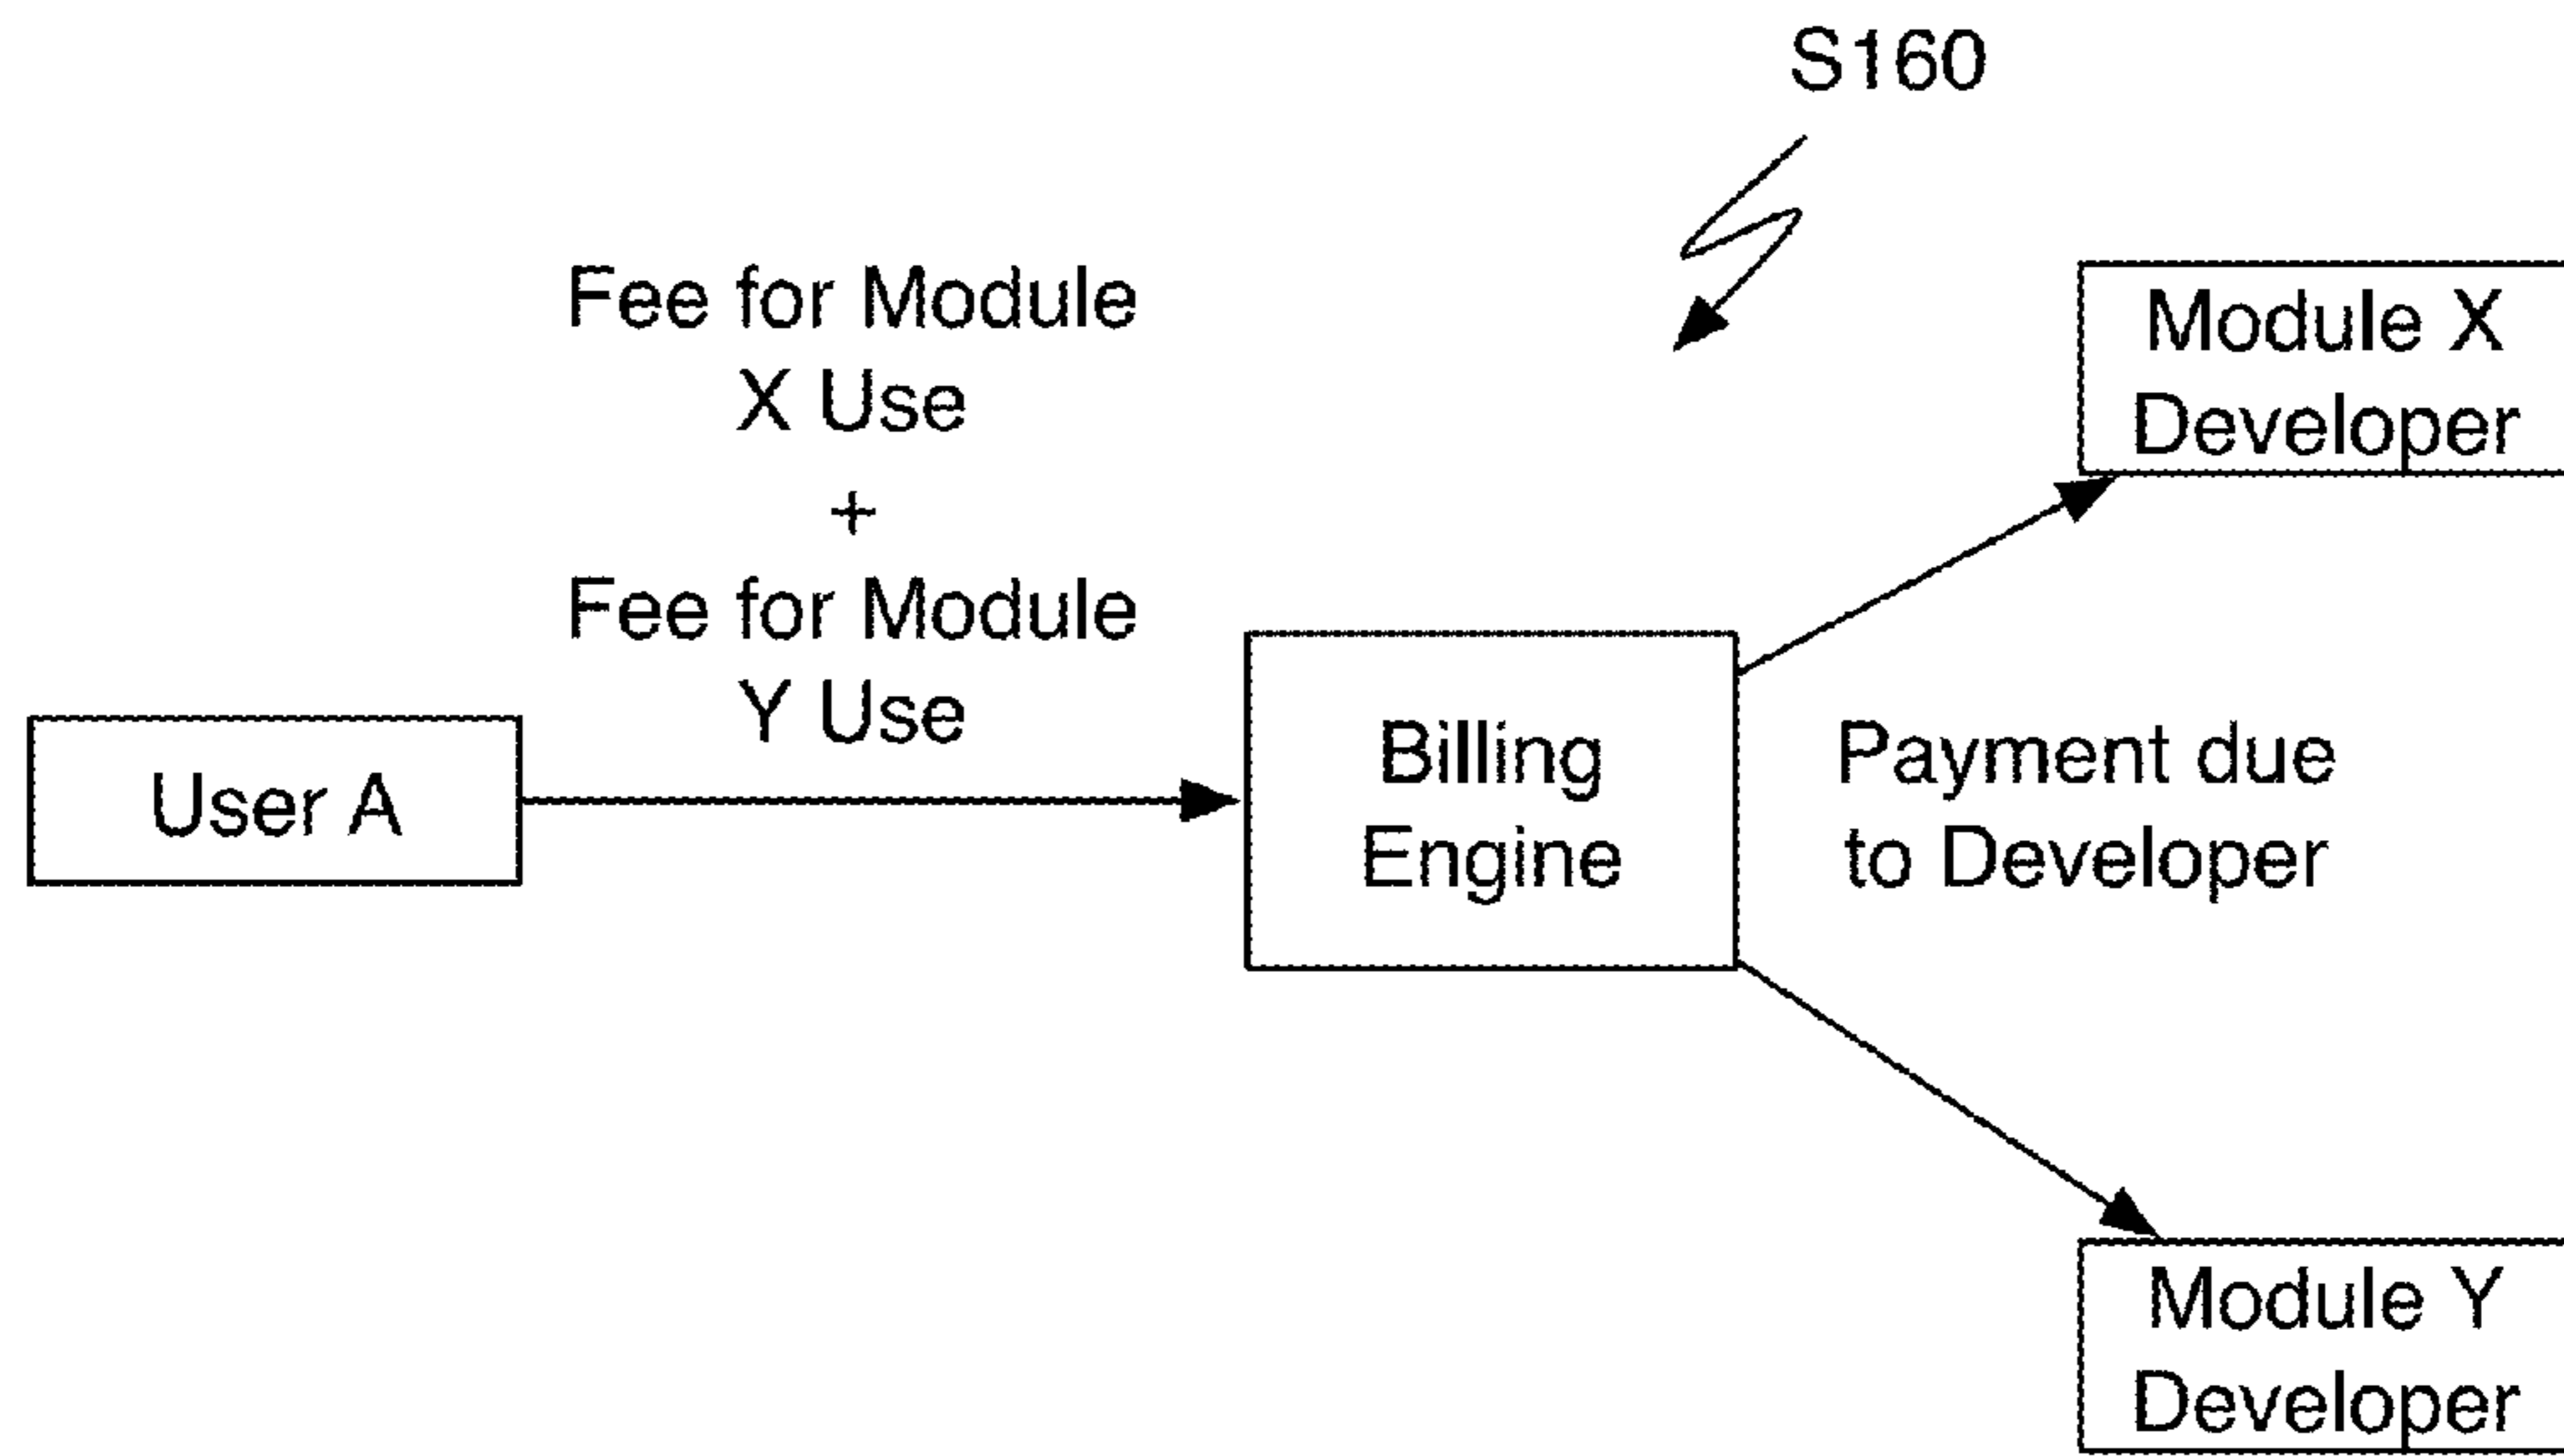 S160
Fee for Module
X Use
+
Fee for Module
Y Use
User A
Billing
Engine
Payment due
to Developer
Module X
Developer
Module Y
Developer